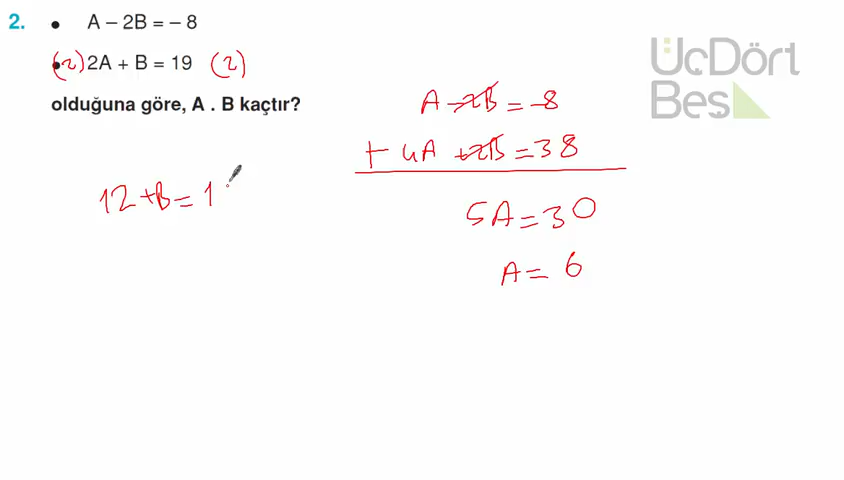 2. • A – 2B = – 8
(2) 2A + B = 19 (2)
olduğuna göre, A . B kaçtır?
ÜçDört
Beş
A – 2B = –8
+ 4A + 2B = 38
5A = 30
A = 6
12 + B = 1